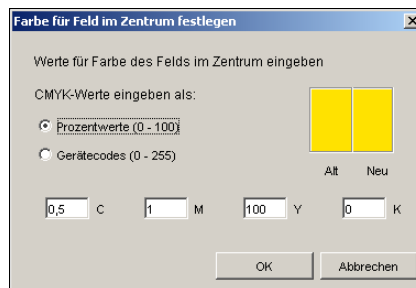 Farbe für Feld im Zentrum festlegen
Werte für Farbe des Felds im Zentrum eingeben
CMYK-Werte eingeben als:
Prozentwerte (0 - 100)
Gerätecodes (0 - 255)
Alt Neu
0,5 C 1 M 100 Y 0 K
OK Abbrechen